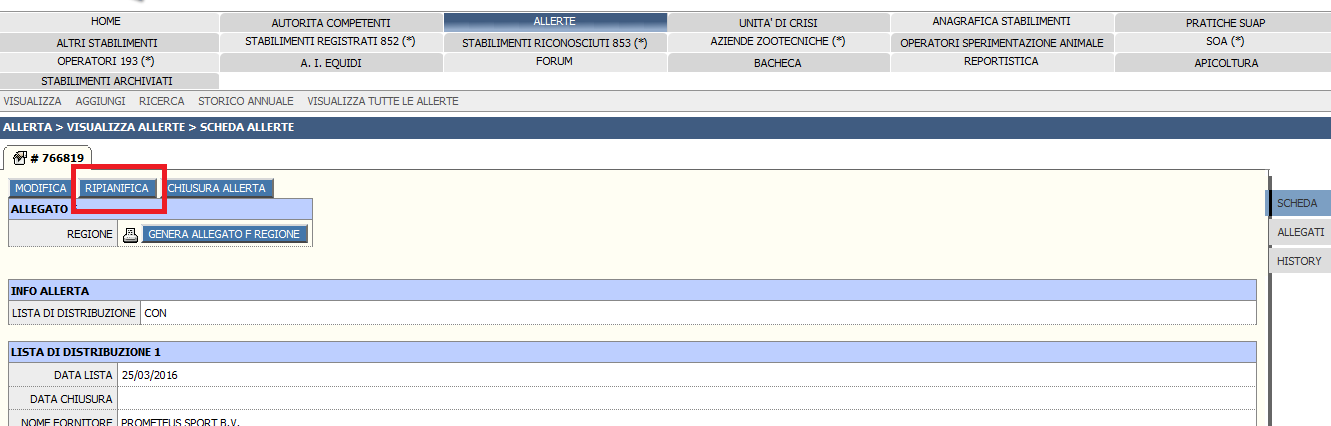 HOME AUTORITA COMPETENTI ALLERTE UNITA' DI CRISI ANAGRAFICA STABILIMENTI PRATICHE SUAP
ALTRI STABILIMENTI STABILIMENTI REGISTRATI 852 (*) STABILIMENTI RICONOSCIUTI 853 (*) AZIENDE ZOOTECNICHE (*) OPERATORI SPERIMENTAZIONE ANIMALE SOA (*)
OPERATORI 193 (*) A. I. EQUIDI FORUM BACHECA REPORTISTICA APICOLTURA
STABILIMENTI ARCHIVIATI
VISUALIZZA AGGIUNGI RICERCA STORICO ANNUALE VISUALIZZA TUTTE LE ALLERTE
ALLERTA > VISUALIZZA ALLERTE > SCHEDA ALLERTE
# 766819
MODIFICA RIPIANIFICA CHIUSURA ALLERTA
SCHEDA
ALLEGATO
REGIONE GENERA ALLEGATO F REGIONE
ALLEGATI
HISTORY
INFO ALLERTA
LISTA DI DISTRIBUZIONE CON
LISTA DI DISTRIBUZIONE 1
DATA LISTA 25/03/2016
DATA CHIUSURA
NOME FORNITORE PROMETEUS SPORT B.V.